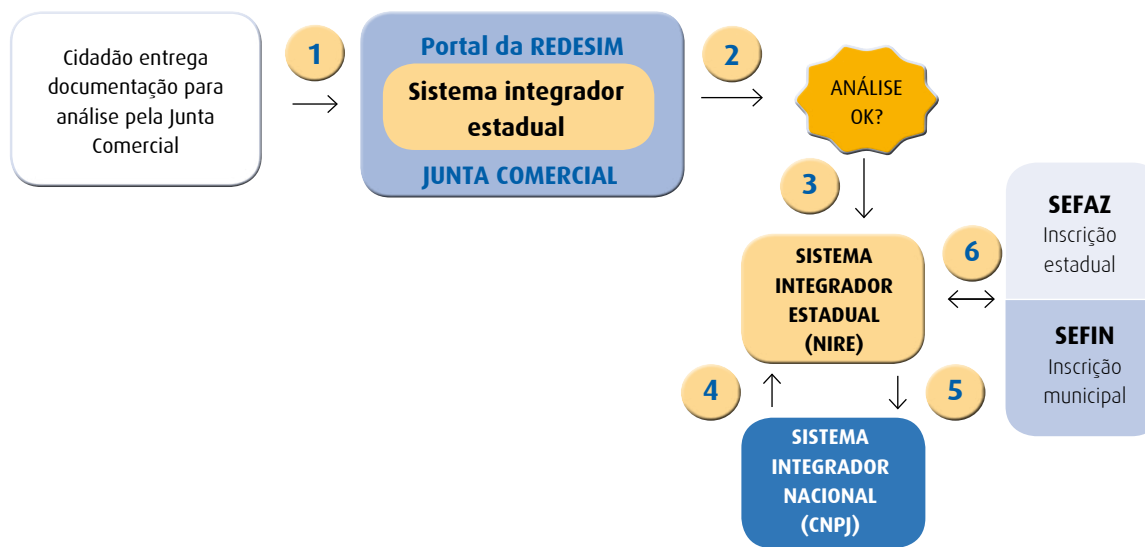 Cidadão entrega
documentação para
análise pela Junta
Comercial
1
Portal da REDESIM
Sistema integrador
estadual
JUNTA COMERCIAL
2
ANÁLISE
OK?
3
SISTEMA
INTEGRADOR
ESTADUAL
(NIRE)
6
SEFAZ
Inscrição
estadual
SEFIN
Inscrição
municipal
4
5
SISTEMA
INTEGRADOR
NACIONAL
(CNPJ)